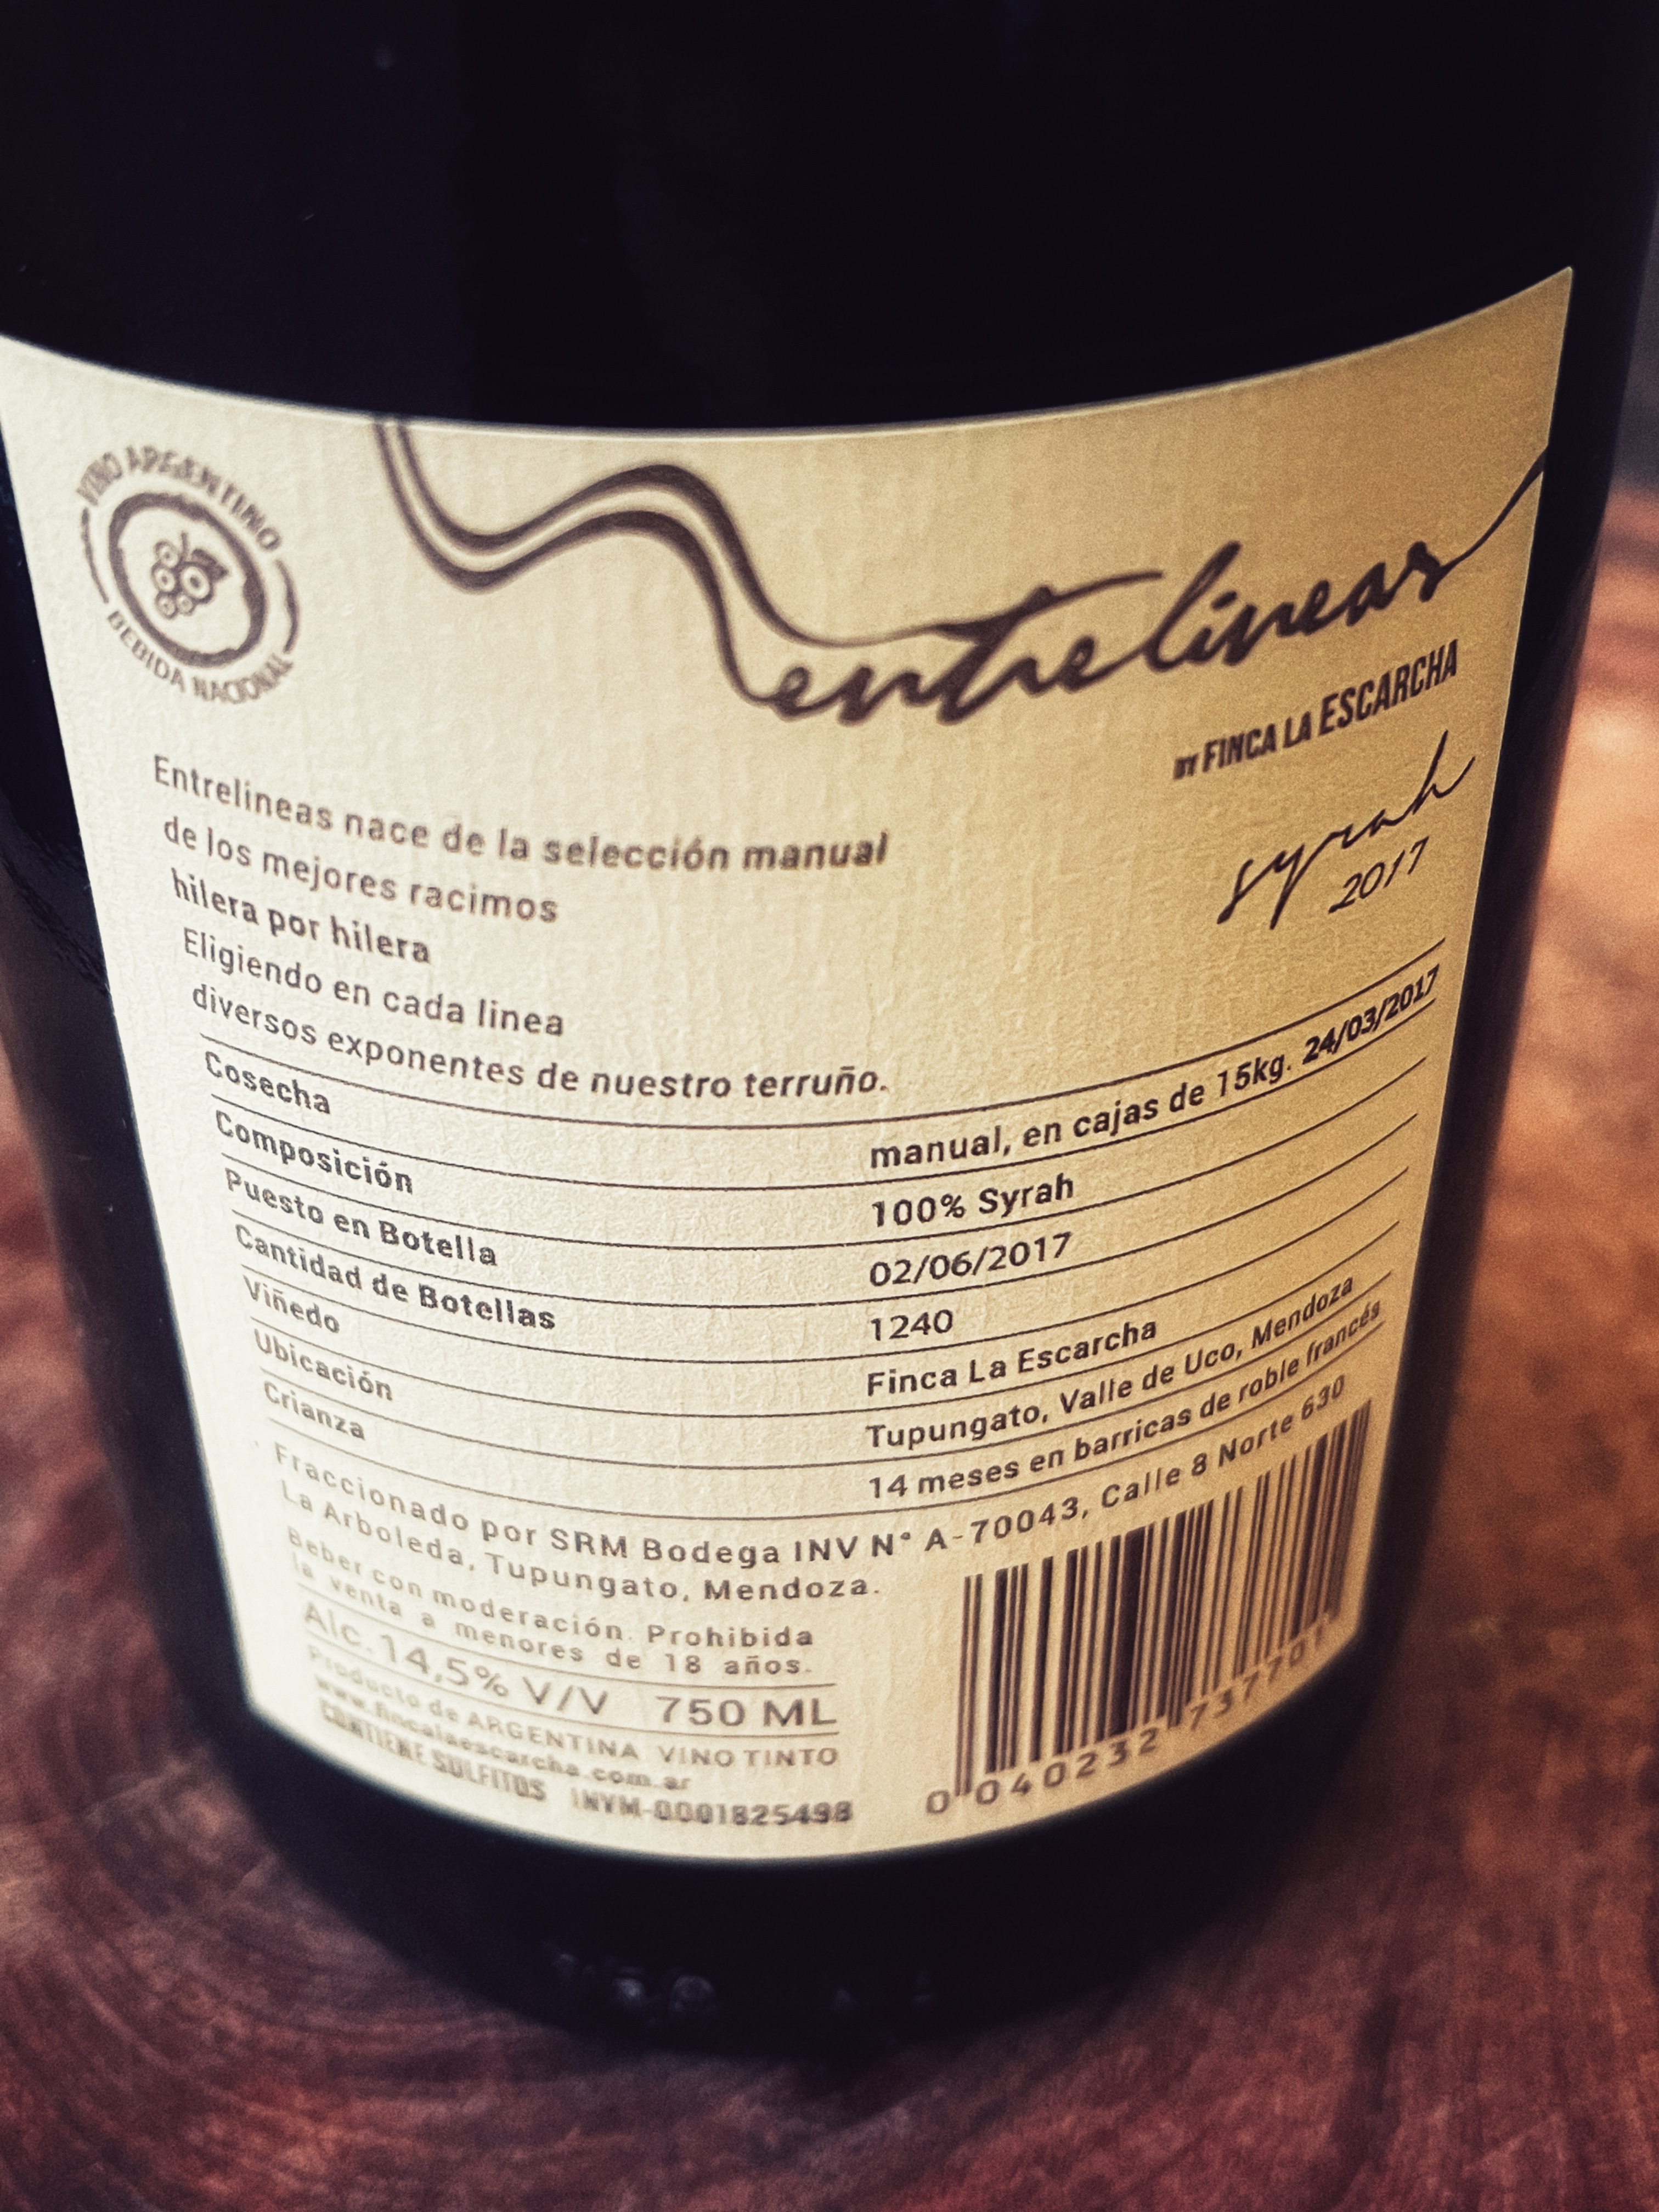 VINO ARGENTINO
BEBIDA NACIONAL
entrelíneas
BY FINCA LA ESCARCHA
syrah
2017
Entrelineas nace de la selección manual
de los mejores racimos
hilera por hilera
Eligiendo en cada linea
diversos exponentes de nuestro terruño.
Cosecha manual, en cajas de 15kg. 24/03/2017
Composición 100% Syrah
Puesto en Botella 02/06/2017
Cantidad de Botellas 1240
Viñedo Finca La Escarcha
Ubicación Tupungato, Valle de Uco, Mendoza
Crianza 14 meses en barricas de roble francés
Fraccionado por SRM Bodega INV N° A-70043, Calle 8 Norte 630
La Arboleda, Tupungato, Mendoza.
Beber con moderación. Prohibida
la venta a menores de 18 años.
Alc. 14,5% V/V 750 ML
Producto de ARGENTINA VINO TINTO
www.fincalaescarcha.com.ar
CONTIENE SULFITOS INVM-0001825498
0 040232 737701